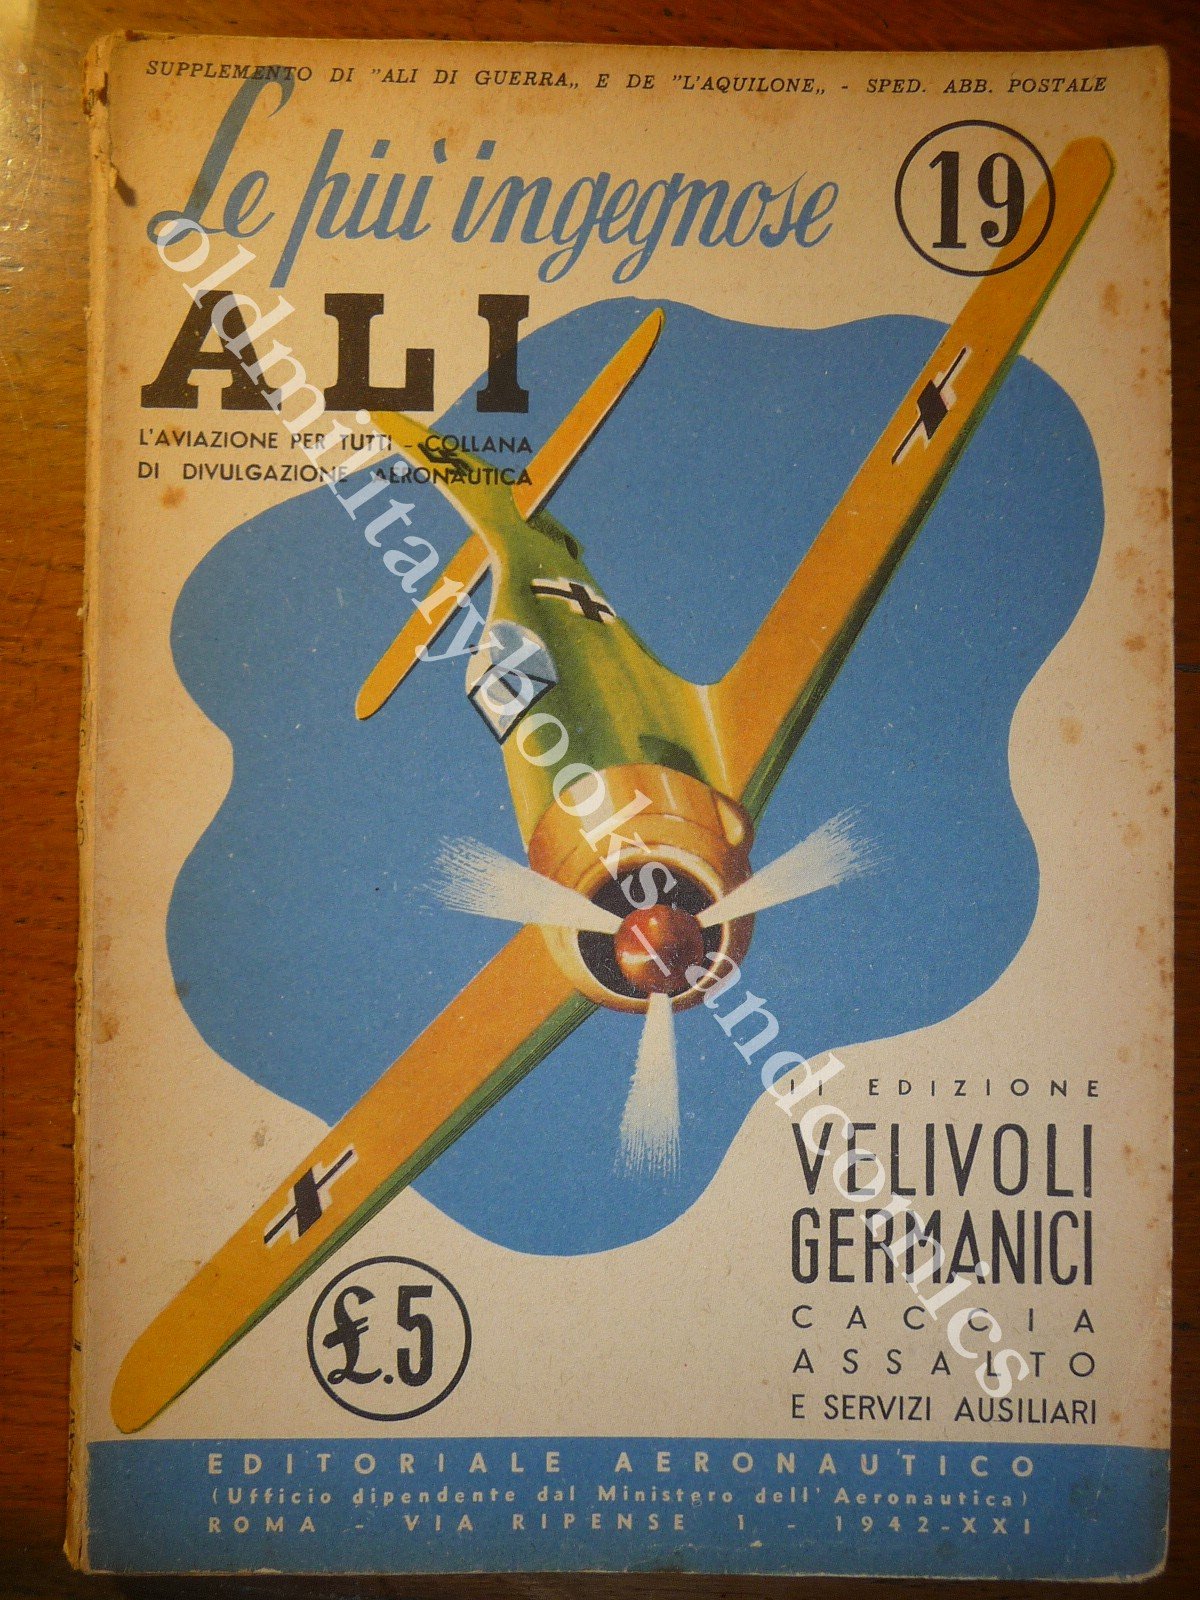 SUPPLEMENTO DI "ALI DI GUERRA„ E DE "L'AQUILONE„ - SPED. ABB. POSTALE
Le più ingegnose
19
ALI
L'AVIAZIONE PER TUTTI - COLLANA
DI DIVULGAZIONE AERONAUTICA
oldmilitarybooks-andcomics
II EDIZIONE
VELIVOLI
GERMANICI
CACCIA
ASSALTO
E SERVIZI AUSILIARI
£.5
EDITORIALE AERONAUTICO
(Ufficio dipendente dal Ministero dell'Aeronautica)
ROMA - VIA RIPENSE 1 - 1942-XXI